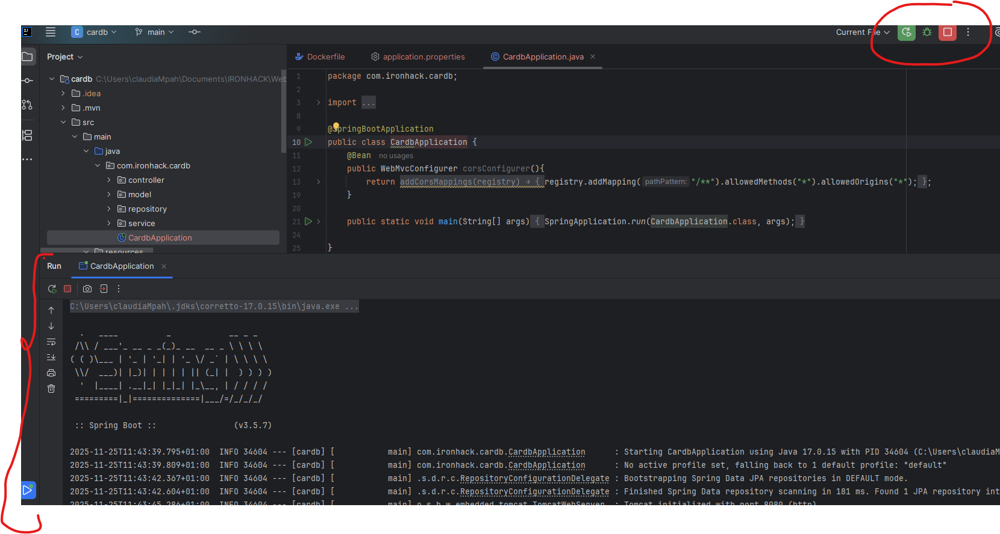 IJ
C cardb main
Current File
Project
Dockerfile application.properties CardbApplication.java
cardb C:\Users\claudiaMpah\Documents\IRONHACK\Web
.idea
.mvn
src
main
java
com.ironhack.cardb
controller
model
repository
service
CardbApplication
resources
1 package com.ironhack.cardb;
2
3 import ...
8
9 @SpringBootApplication
10 public class CardbApplication {
11 @Bean no usages
12 public WebMvcConfigurer corsConfigurer(){
13 return addCorsMappings(registry) → { registry.addMapping( pathPattern: "/**").allowedMethods("*").allowedOrigins("*"); };
19 }
20
21 public static void main(String[] args) { SpringApplication.run(CardbApplication.class, args); }
24
25 }
Run CardbApplication
C:\Users\claudiaMpah\.jdks\corretto-17.0.15\bin\java.exe ...
  .   ____          _            __ _ _
 /\\ / ___'_ __ _ _(_)_ __  __ _ \ \ \ \
( ( )\___ | '_ | '_| | '_ \/ _` | \ \ \ \
 \\/  ___)| |_)| | | | | || (_| |  ) ) ) )
  '  |____| .__|_| |_|_| |_\__, | / / / /
 =========|_|==============|___/=/_/_/_/
:: Spring Boot :: (v3.5.7)
2025-11-25T11:43:39.795+01:00 INFO 34604 --- [cardb] [ main] com.ironhack.cardb.CardbApplication : Starting CardbApplication using Java 17.0.15 with PID 34604 (C:\Users\claudiaM
2025-11-25T11:43:39.809+01:00 INFO 34604 --- [cardb] [ main] com.ironhack.cardb.CardbApplication : No active profile set, falling back to 1 default profile: "default"
2025-11-25T11:43:42.367+01:00 INFO 34604 --- [cardb] [ main] .s.d.r.c.RepositoryConfigurationDelegate : Bootstrapping Spring Data JPA repositories in DEFAULT mode.
2025-11-25T11:43:42.604+01:00 INFO 34604 --- [cardb] [ main] .s.d.r.c.RepositoryConfigurationDelegate : Finished Spring Data repository scanning in 181 ms. Found 1 JPA repository int
2025-11-25T11:43:45.286+01:00 INFO 34604 --- [cardb] [ main] o.s.b.w.embedded.tomcat.TomcatWebServer : Tomcat initialized with port 8080 (http)